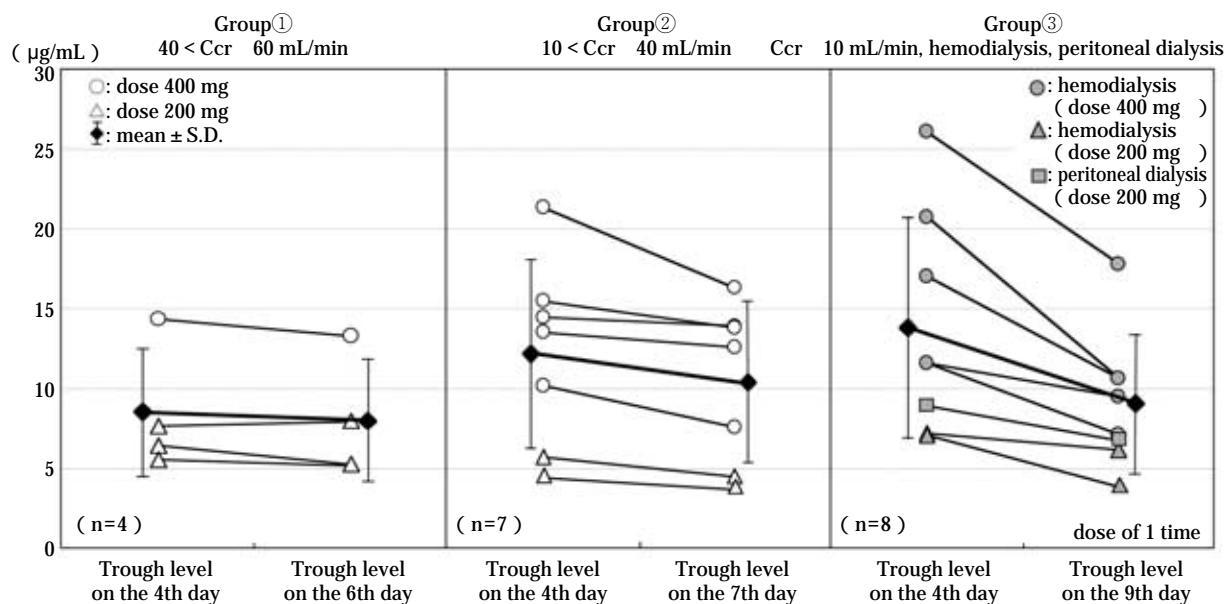 Group①
40 < Ccr 60 mL/min
Group②
10 < Ccr 40 mL/min
Group③
Ccr 10 mL/min, hemodialysis, peritoneal dialysis
( μg/mL)
30
25
20
15
10
5
0
: dose 400 mg
: dose 200 mg
: mean ± S.D.
: hemodialysis
( dose 400 mg )
: hemodialysis
( dose 200 mg )
: peritoneal dialysis
( dose 200 mg )
( n=4 )
( n=7 )
( n=8 )
dose of 1 time
Trough level
on the 4th day
Trough level
on the 6th day
Trough level
on the 4th day
Trough level
on the 7th day
Trough level
on the 4th day
Trough level
on the 9th day